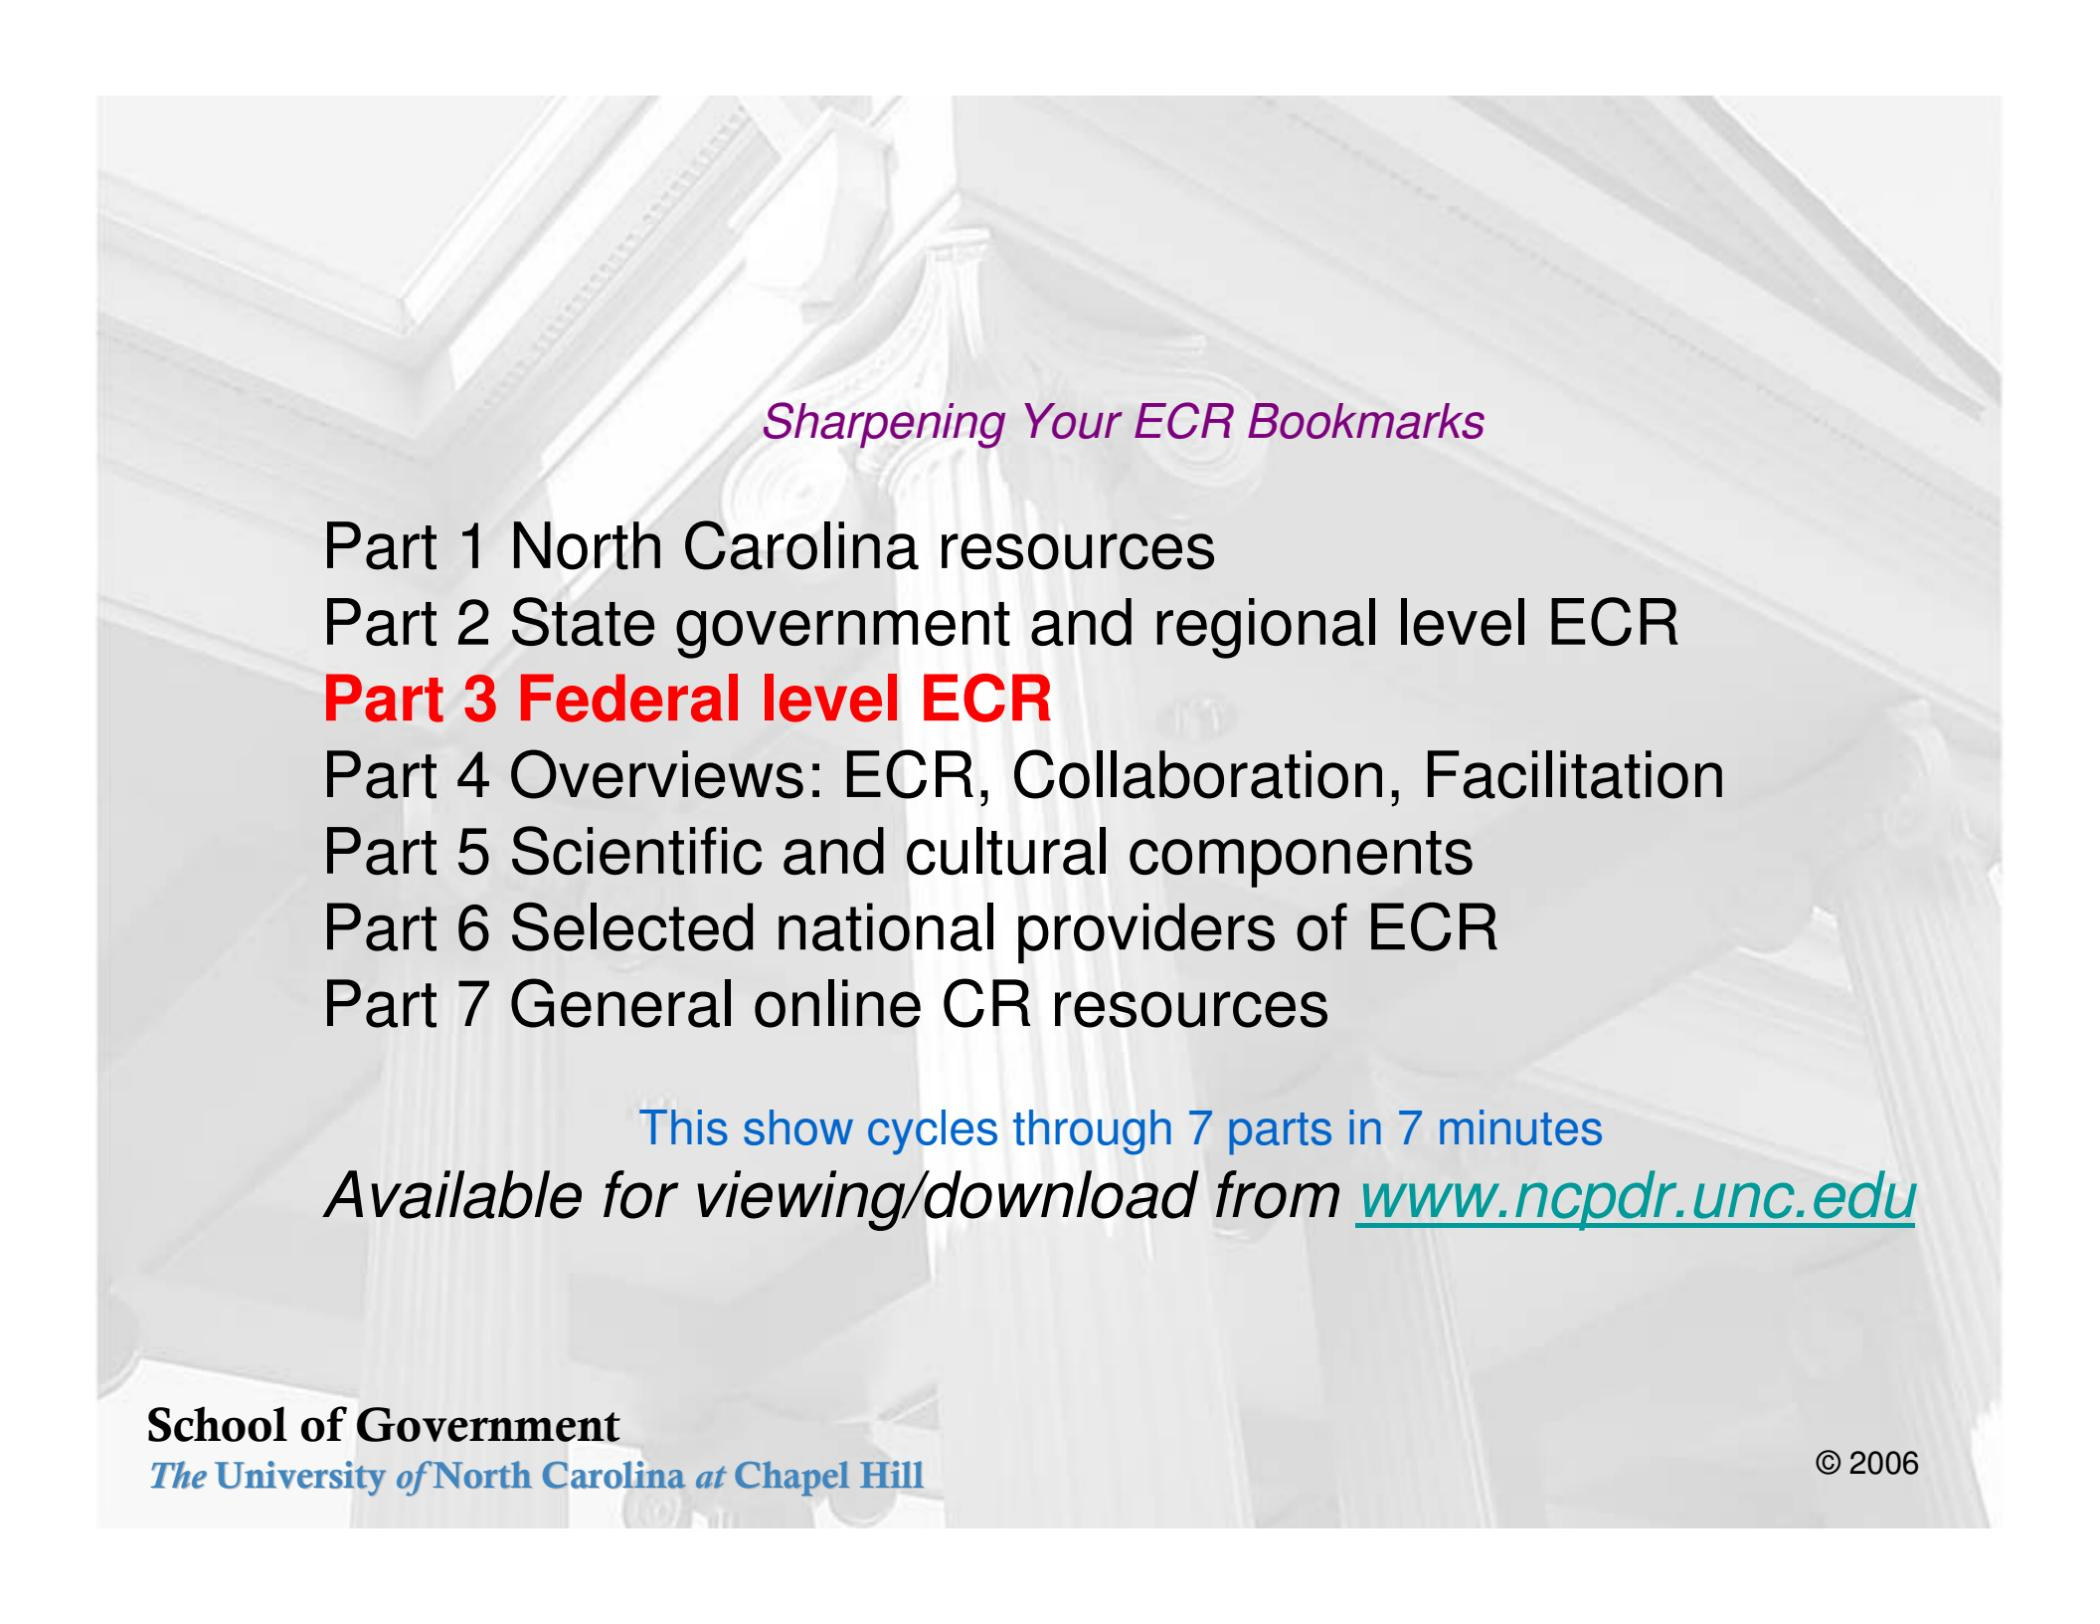 Sharpening Your ECR Bookmarks
Part 1 North Carolina resources
Part 2 State government and regional level ECR
Part 3 Federal level ECR
Part 4 Overviews: ECR, Collaboration, Facilitation
Part 5 Scientific and cultural components
Part 6 Selected national providers of ECR
Part 7 General online CR resources
This show cycles through 7 parts in 7 minutes
Available for viewing/download from www.ncpdr.unc.edu
School of Government
The University of North Carolina at Chapel Hill
© 2006